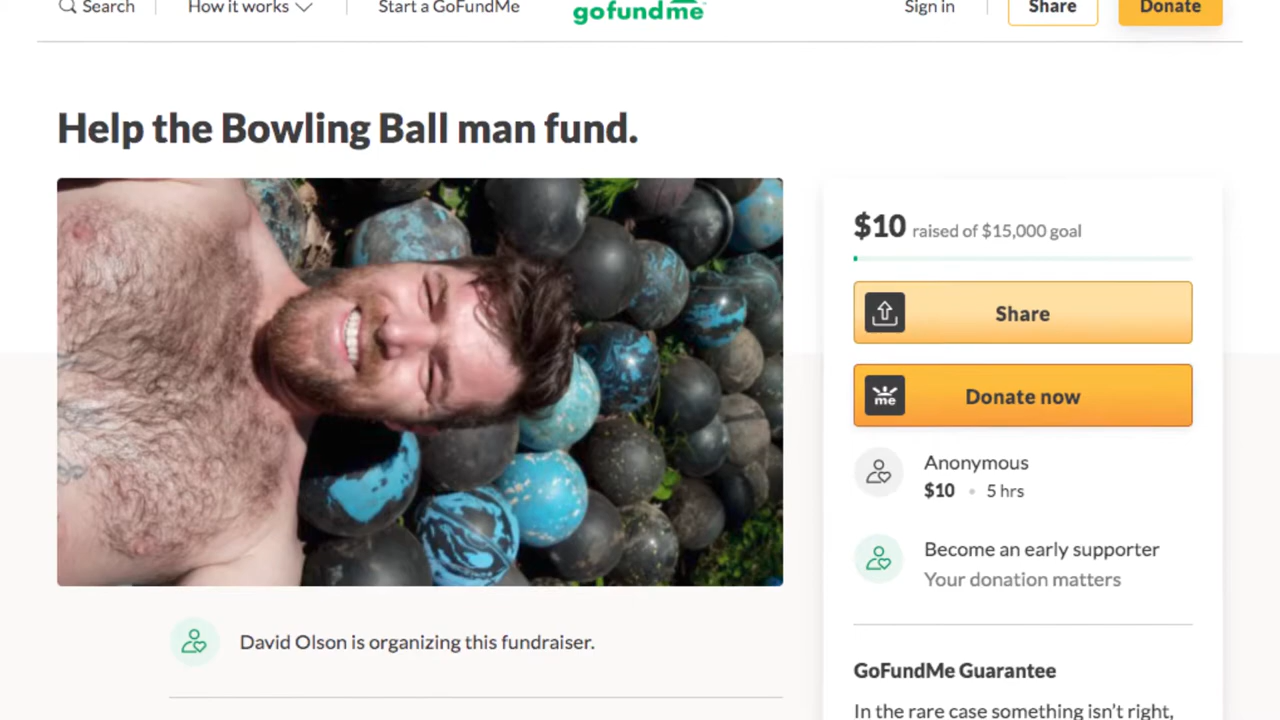 Search
How it works
Start a GoFundMe
gofundme
Sign in
Share
Donate
Help the Bowling Ball man fund.
$10 raised of $15,000 goal
Share
me
Donate now
Anonymous
$10 • 5 hrs
Become an early supporter
Your donation matters
David Olson is organizing this fundraiser.
GoFundMe Guarantee
In the rare case something isn't right,